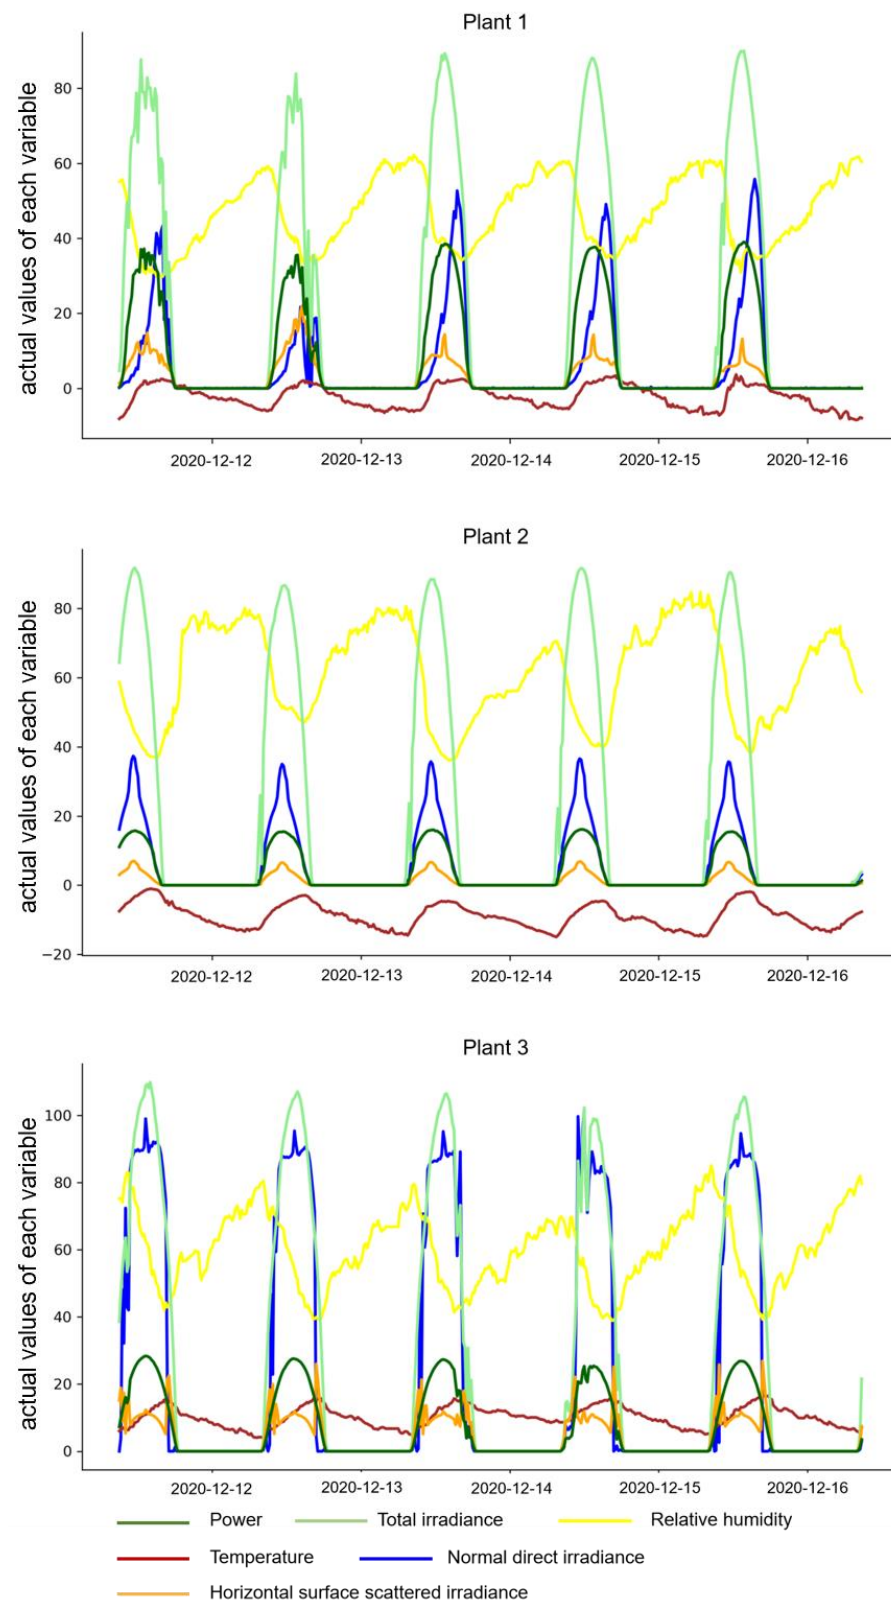 Plant 1
actual values of each variable
80
60
40
20
0
2020-12-12 2020-12-13 2020-12-14 2020-12-15 2020-12-16
Plant 2
actual values of each variable
80
60
40
20
0
−20
2020-12-12 2020-12-13 2020-12-14 2020-12-15 2020-12-16
Plant 3
actual values of each variable
100
80
60
40
20
0
2020-12-12 2020-12-13 2020-12-14 2020-12-15 2020-12-16
Power Total irradiance Relative humidity
Temperature Normal direct irradiance
Horizontal surface scattered irradiance